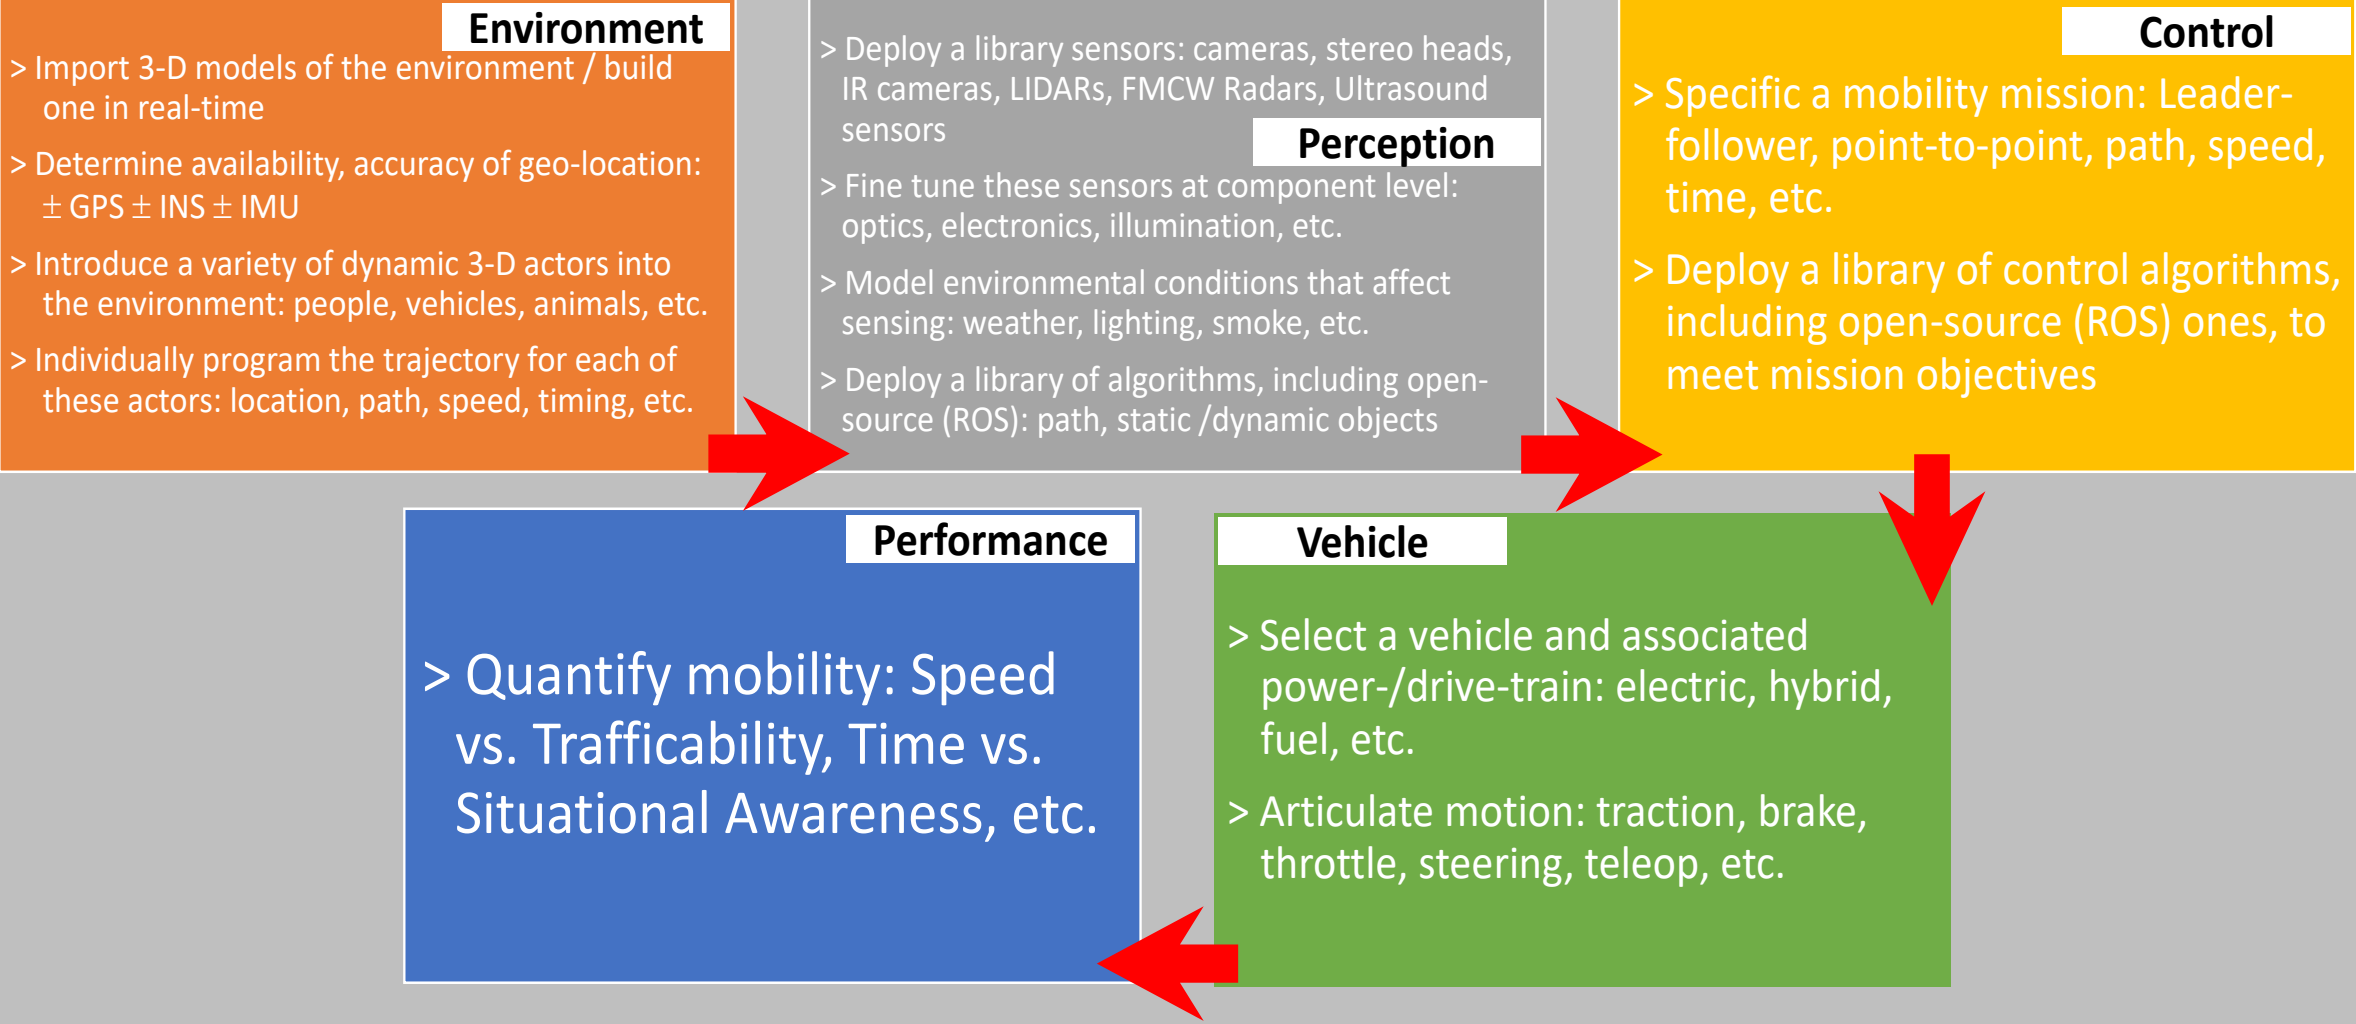 Environment
> Import 3-D models of the environment / build
one in real-time
> Determine availability, accuracy of geo-location:
± GPS ± INS ± IMU
> Introduce a variety of dynamic 3-D actors into
the environment: people, vehicles, animals, etc.
> Individually program the trajectory for each of
these actors: location, path, speed, timing, etc.
> Deploy a library sensors: cameras, stereo heads,
IR cameras, LIDARs, FMCW Radars, Ultrasound
sensors
Perception
> Fine tune these sensors at component level:
optics, electronics, illumination, etc.
> Model environmental conditions that affect
sensing: weather, lighting, smoke, etc.
> Deploy a library of algorithms, including open-
source (ROS): path, static /dynamic objects
Control
> Specific a mobility mission: Leader-
follower, point-to-point, path, speed,
time, etc.
> Deploy a library of control algorithms,
including open-source (ROS) ones, to
meet mission objectives
Performance
> Quantify mobility: Speed
vs. Trafficability, Time vs.
Situational Awareness, etc.
Vehicle
> Select a vehicle and associated
power-/drive-train: electric, hybrid,
fuel, etc.
> Articulate motion: traction, brake,
throttle, steering, teleop, etc.